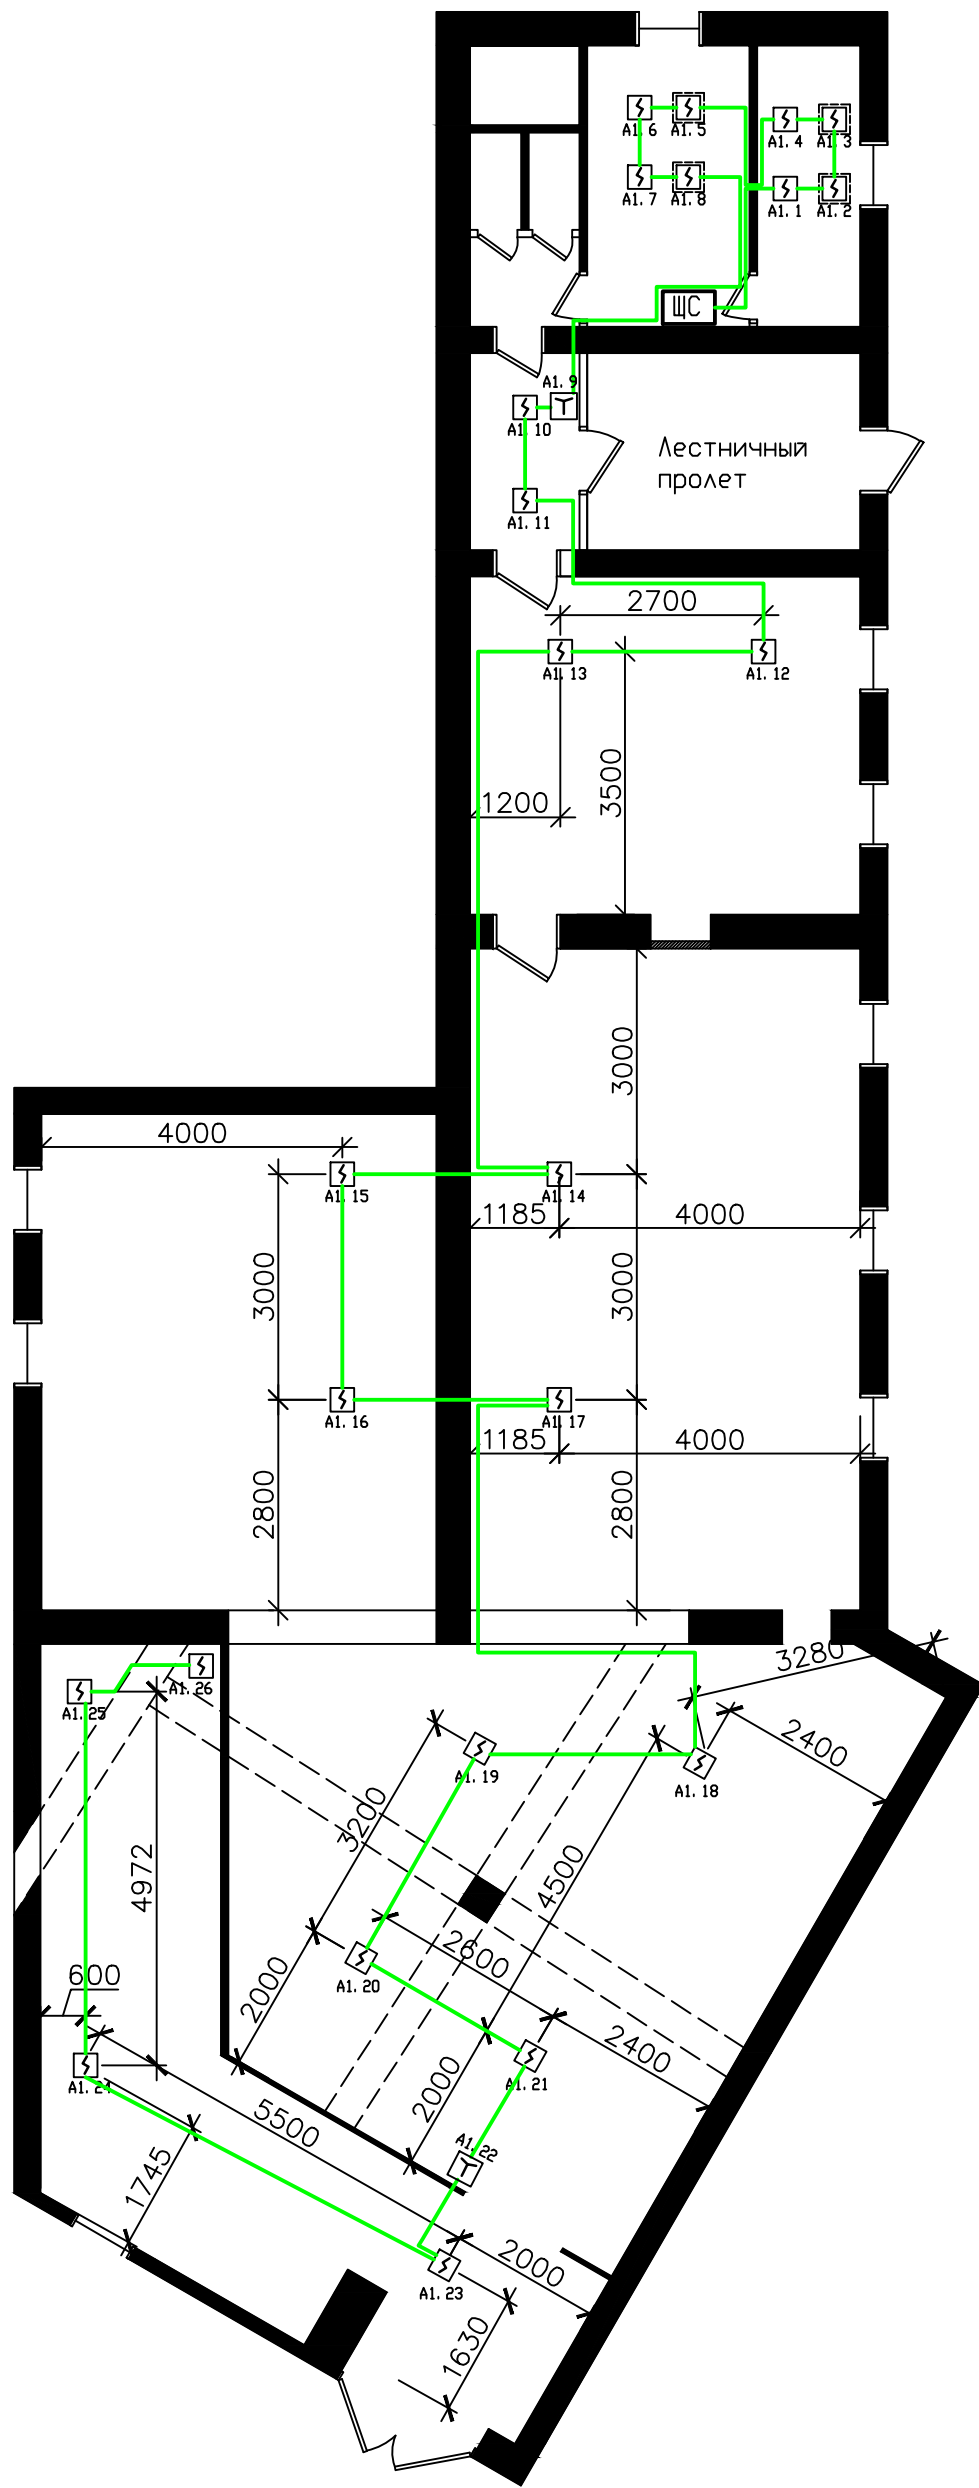 A1. 6
A1. 5
A1. 4
A1. 3
A1. 7
A1. 8
A1. 1
A1. 2
ЩС
A1. 9
A1. 10
Лестничный
пролет
A1. 11
2700
A1. 13
A1. 12
1200
3500
3000
4000
A1. 15
A1. 14
1185
4000
3000
3000
A1. 16
A1. 17
1185
4000
2800
2800
3280
A1. 26
A1. 25
2400
A1. 19
A1. 18
3200
4500
4972
2600
600
A1. 20
2000
2400
A1. 21
A1. 24
2000
5500
A1. 22
1745
2000
A1. 23
1630